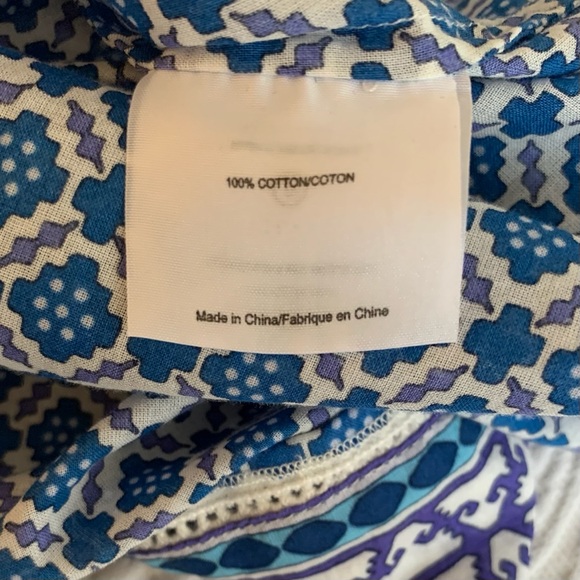 100% COTTON/COTON
Made in China/Fabrique en Chine